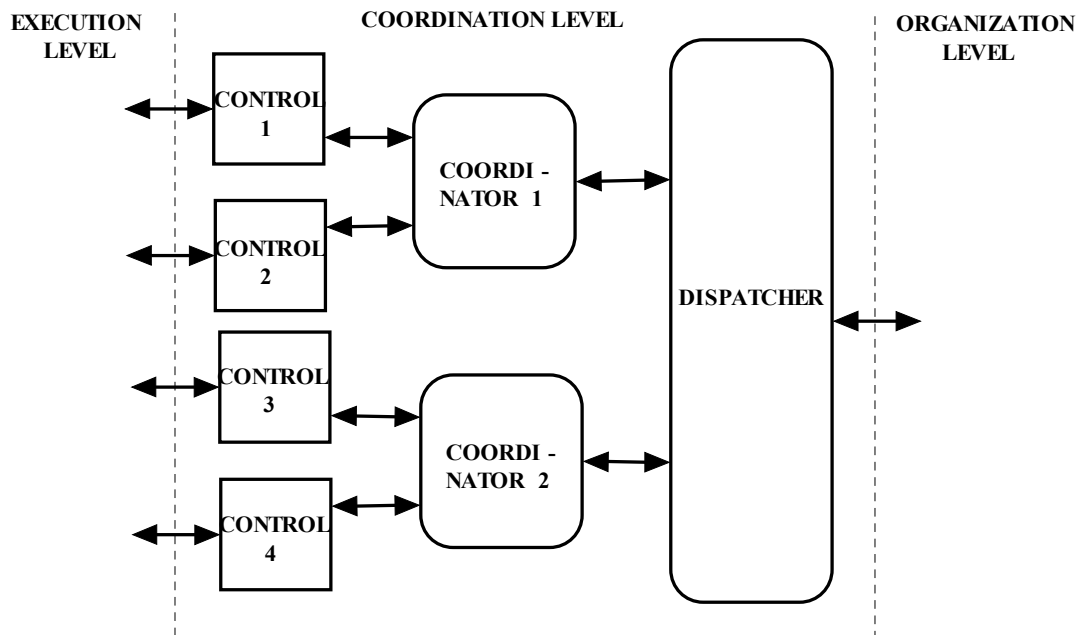 EXECUTION
LEVEL
COORDINATION LEVEL
ORGANIZATION
LEVEL
CONTROL
1
CONTROL
2
CONTROL
3
CONTROL
4
COORDI -
NATOR 1
COORDI -
NATOR 2
DISPATCHER